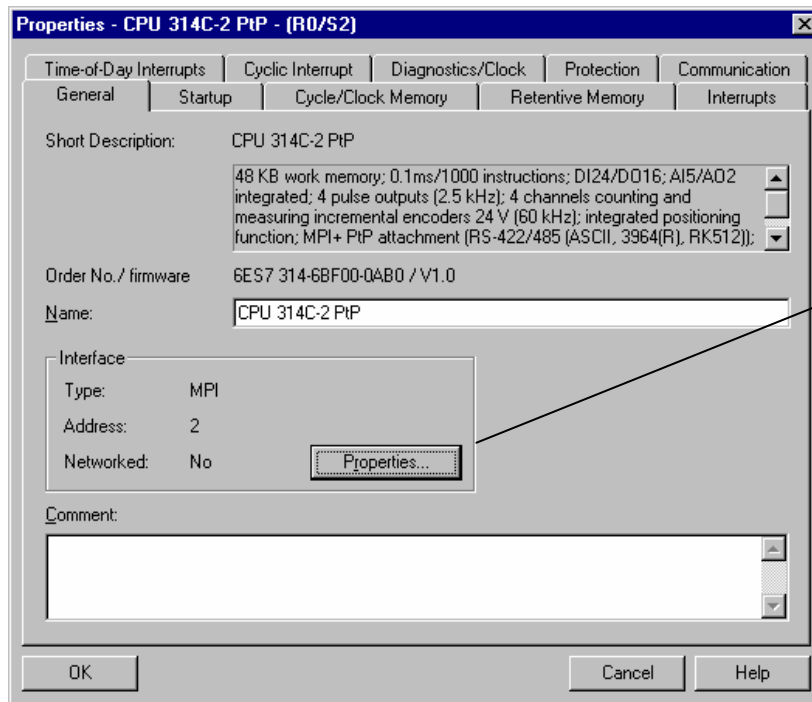 Properties - CPU 314C-2 PtP - (R0/S2)
Time-of-Day Interrupts Cyclic Interrupt Diagnostics/Clock Protection Communication
General Startup Cycle/Clock Memory Retentive Memory Interrupts
Short Description: CPU 314C-2 PtP
48 KB work memory; 0.1ms/1000 instructions; DI24/DO16; AI5/AO2
integrated; 4 pulse outputs (2.5 kHz); 4 channels counting and
measuring incremental encoders 24 V (60 kHz); integrated positioning
function; MPI+ PtP attachment (RS-422/485 (ASCII, 3964(R), RK512));
Order No./ firmware 6ES7 314-6BF00-0AB0 / V1.0
Name: CPU 314C-2 PtP
Interface
Type: MPI
Address: 2
Networked: No Properties...
Comment:
OK Cancel Help